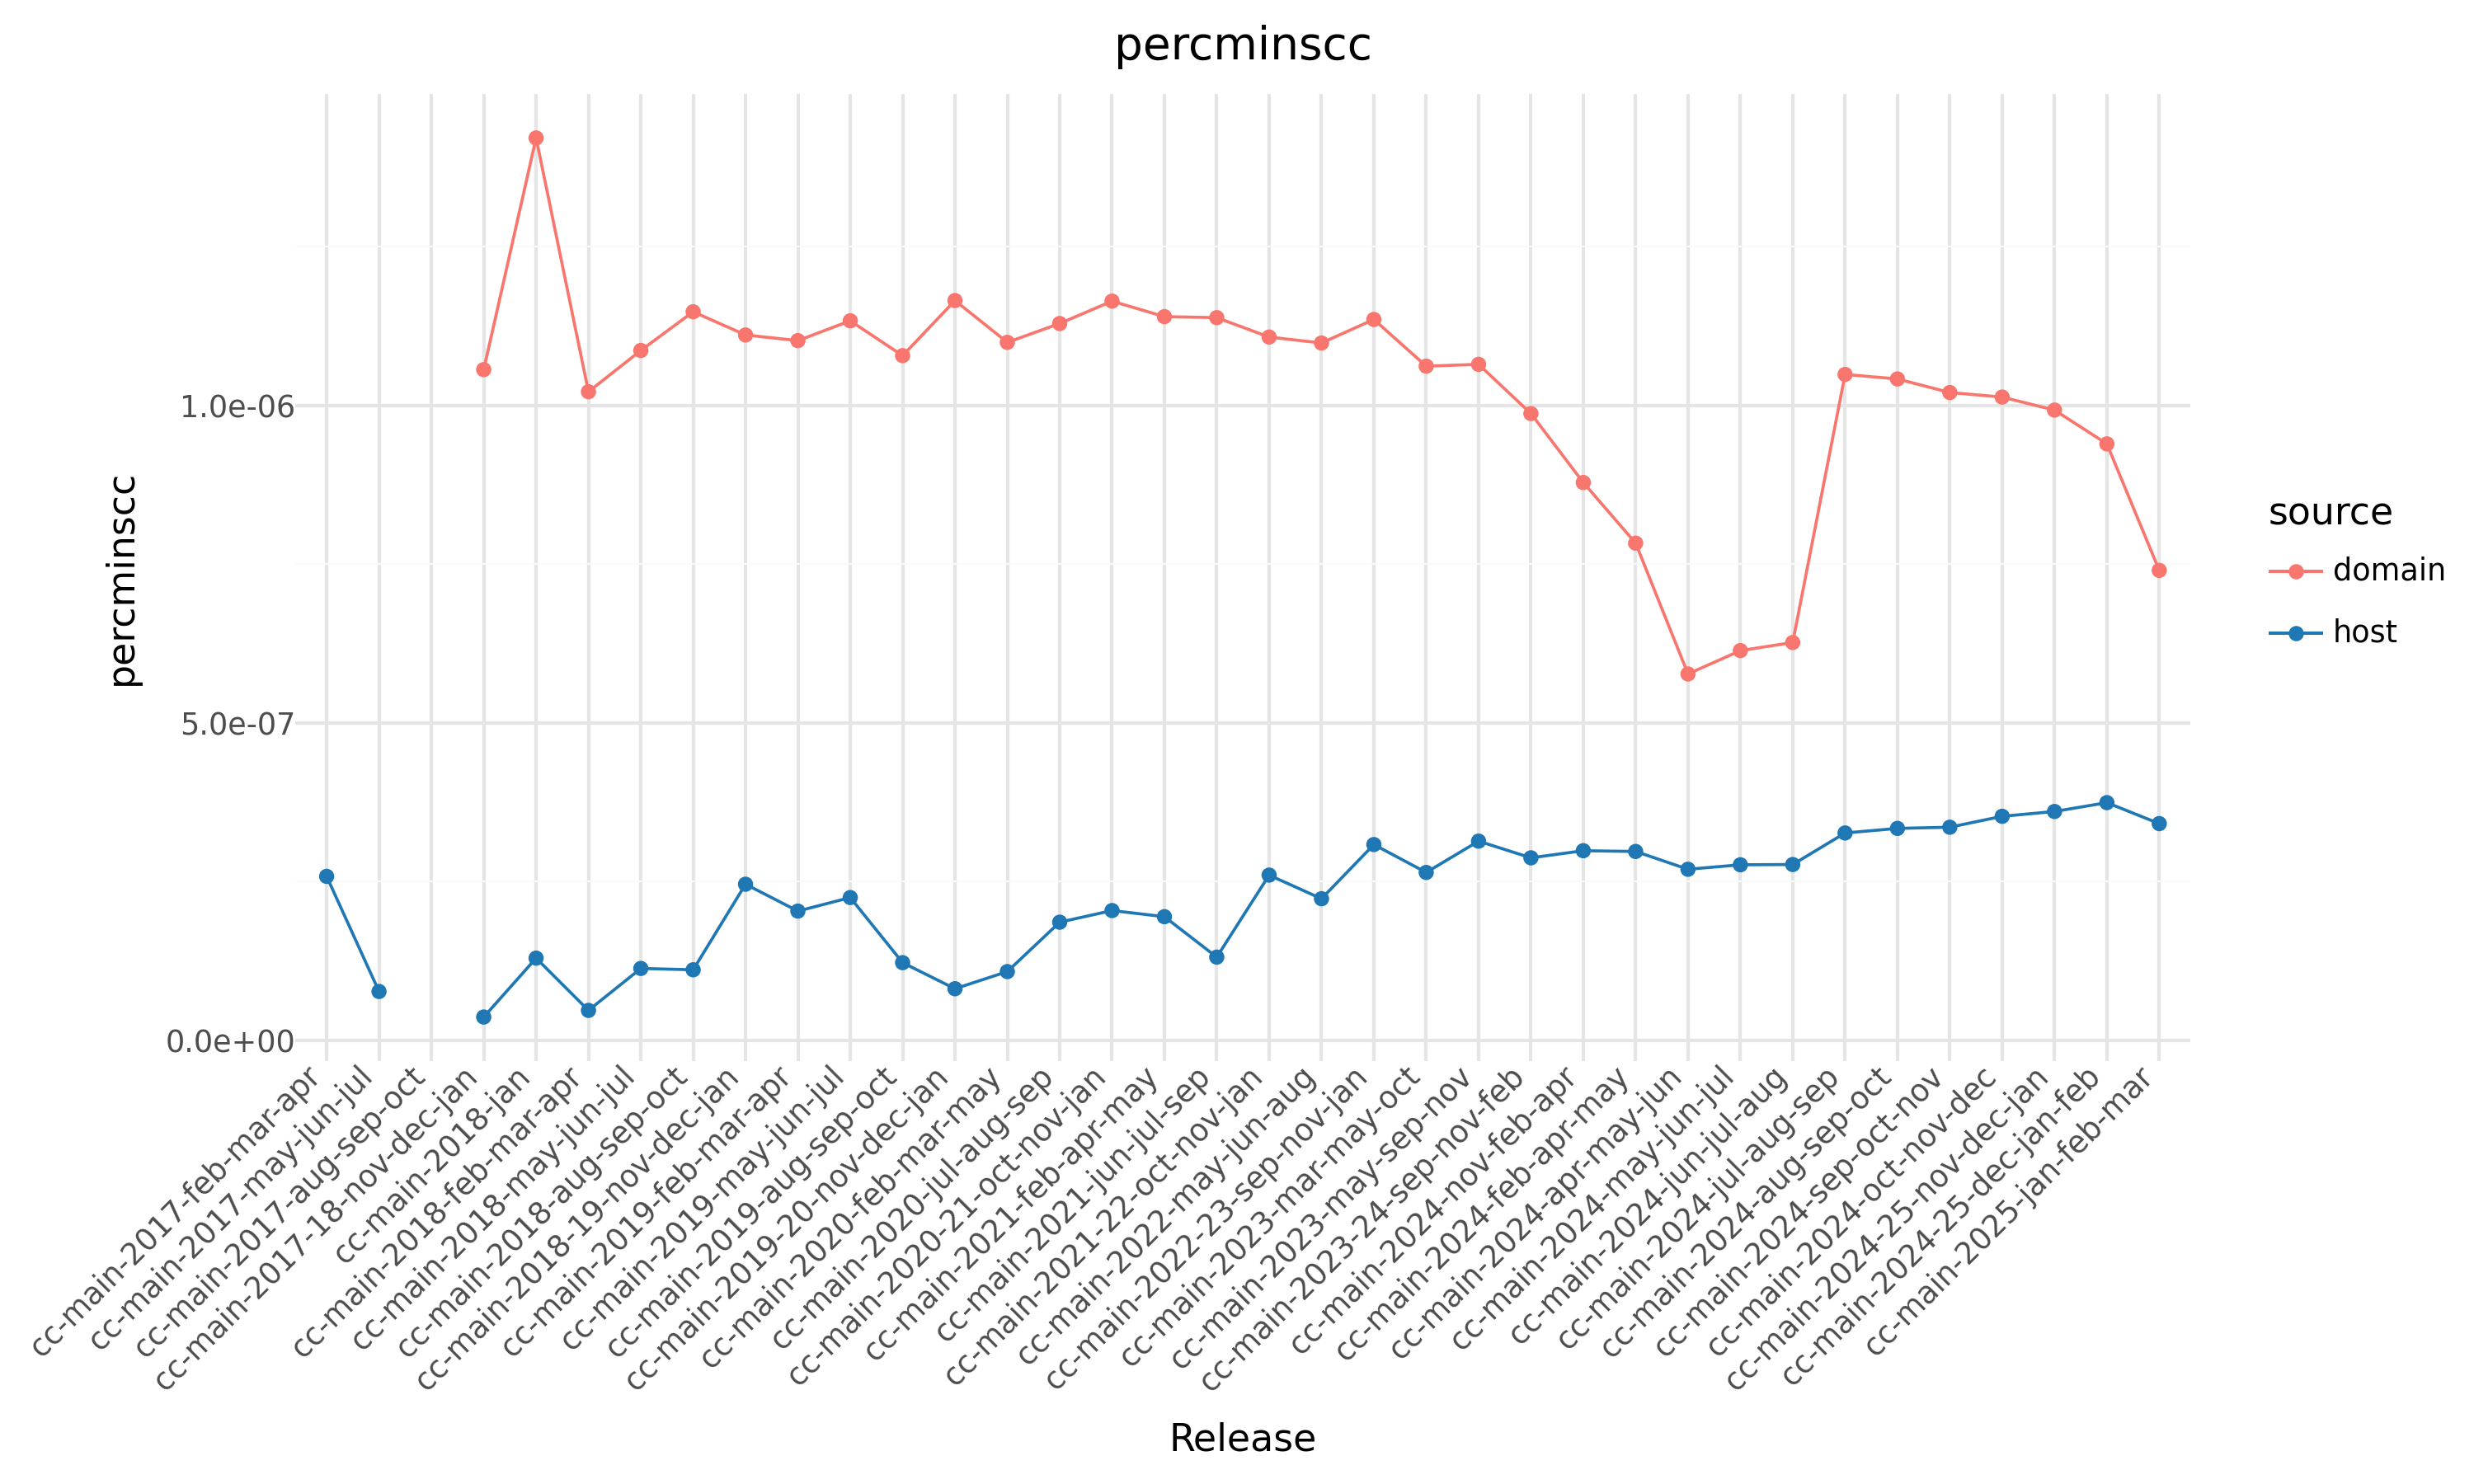 percminscc
percminscc
1.0e-06
5.0e-07
0.0e+00
cc-main-2017-feb-mar-apr
cc-main-2017-may-jun-jul
cc-main-2017-aug-sep-oct
cc-main-2017-18-nov-dec-jan
cc-main-2018-jan
cc-main-2018-feb-mar-apr
cc-main-2018-may-jun-jul
cc-main-2018-aug-sep-oct
cc-main-2018-19-nov-dec-jan
cc-main-2019-feb-mar-apr
cc-main-2019-may-jun-jul
cc-main-2019-aug-sep-oct
cc-main-2019-20-nov-dec-jan
cc-main-2020-feb-mar-may
cc-main-2020-jul-aug-sep
cc-main-2020-21-oct-nov-jan
cc-main-2021-feb-apr-may
cc-main-2021-jun-jul-sep
cc-main-2021-22-oct-nov-jan
cc-main-2022-may-jun-aug
cc-main-2022-23-sep-nov-jan
cc-main-2023-mar-may-oct
cc-main-2023-may-sep-nov
cc-main-2023-24-sep-nov-feb
cc-main-2024-nov-feb-apr
cc-main-2024-feb-apr-may
cc-main-2024-apr-may-jun
cc-main-2024-may-jun-jul
cc-main-2024-jun-jul-aug
cc-main-2024-jul-aug-sep
cc-main-2024-aug-sep-oct
cc-main-2024-sep-oct-nov
cc-main-2024-oct-nov-dec
cc-main-2024-25-nov-dec-jan
cc-main-2024-25-dec-jan-feb
cc-main-2025-jan-feb-mar
Release
source
domain
host